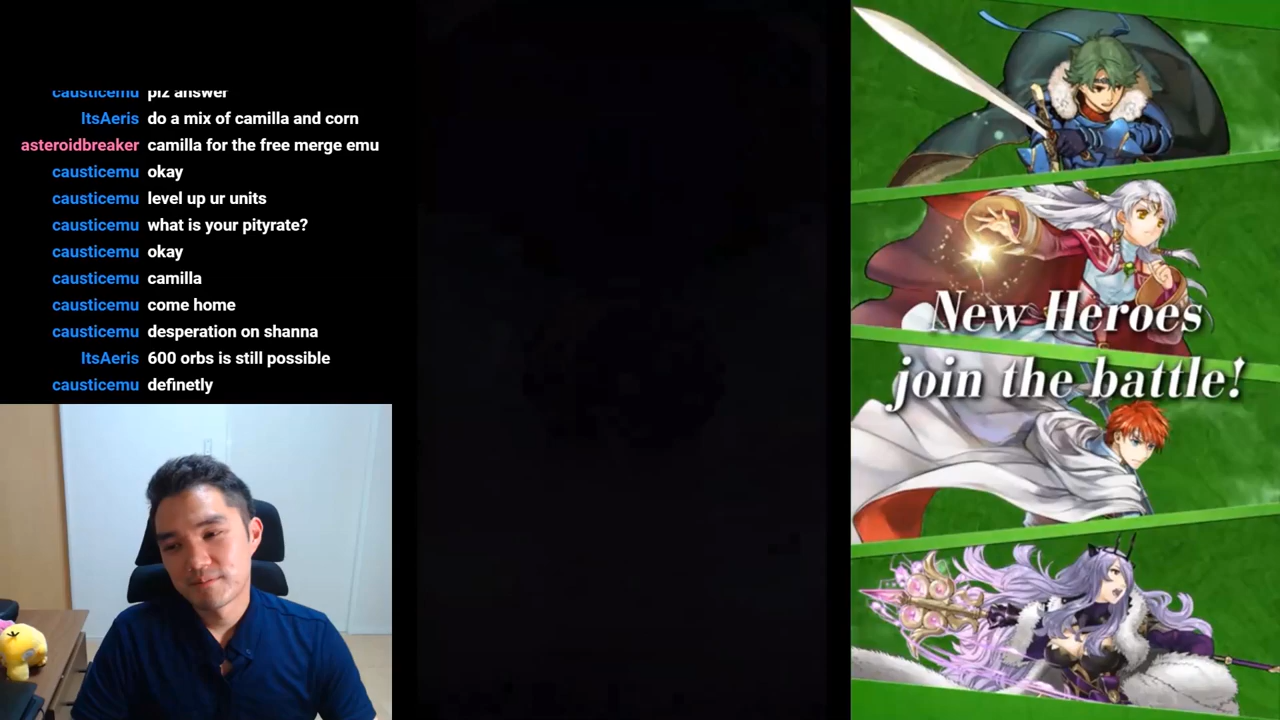 causticemu plz answer
ItsAeris do a mix of camilla and corn
asteroidbreaker camilla for the free merge emu
causticemu okay
causticemu level up ur units
causticemu what is your pityrate?
causticemu okay
causticemu camilla
causticemu come home
causticemu desperation on shanna
ItsAeris 600 orbs is still possible
causticemu definetly
New Heroes
join the battle!